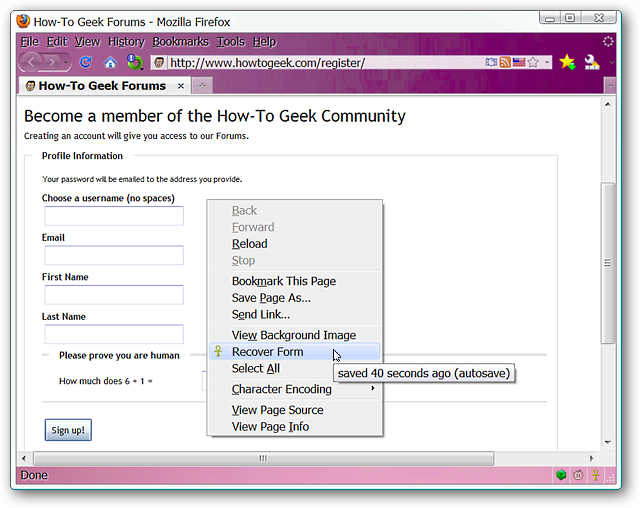 How-To Geek Forums - Mozilla Firefox
File Edit View History Bookmarks Tools Help
http://www.howtogeek.com/register/
How-To Geek Forums
Become a member of the How-To Geek Community
Creating an account will give you access to our Forums.
Profile Information
Your password will be emailed to the address you provide.
Choose a username (no spaces)
Email
First Name
Last Name
Please prove you are human
How much does 6 + 1 =
Sign up!
Back
Forward
Reload
Stop
Bookmark This Page
Save Page As...
Send Link...
View Background Image
Recover Form
saved 40 seconds ago (autosave)
Select All
Character Encoding
View Page Source
View Page Info
Done